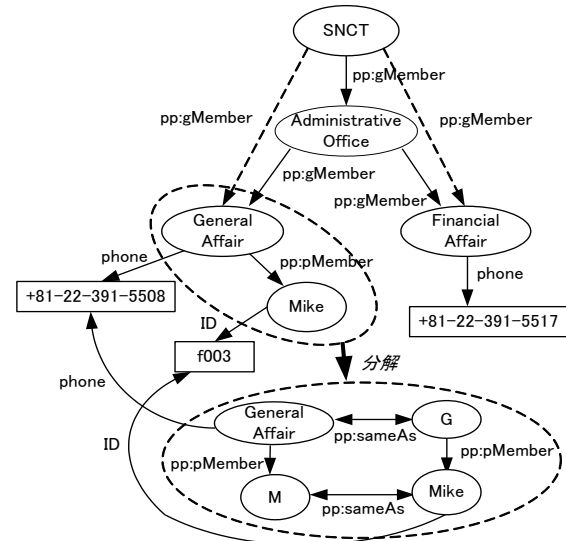 SNCT
pp:gMember
pp:gMember
pp:gMember
Administrative
Office
pp:gMember
pp:gMember
General
Affair
Financial
Affair
phone
pp:pMember
phone
+81-22-391-5508
Mike
+81-22-391-5517
ID
f003
分解
phone
General
Affair
G
ID
pp:sameAs
pp:pMember
pp:pMember
M
Mike
pp:sameAs